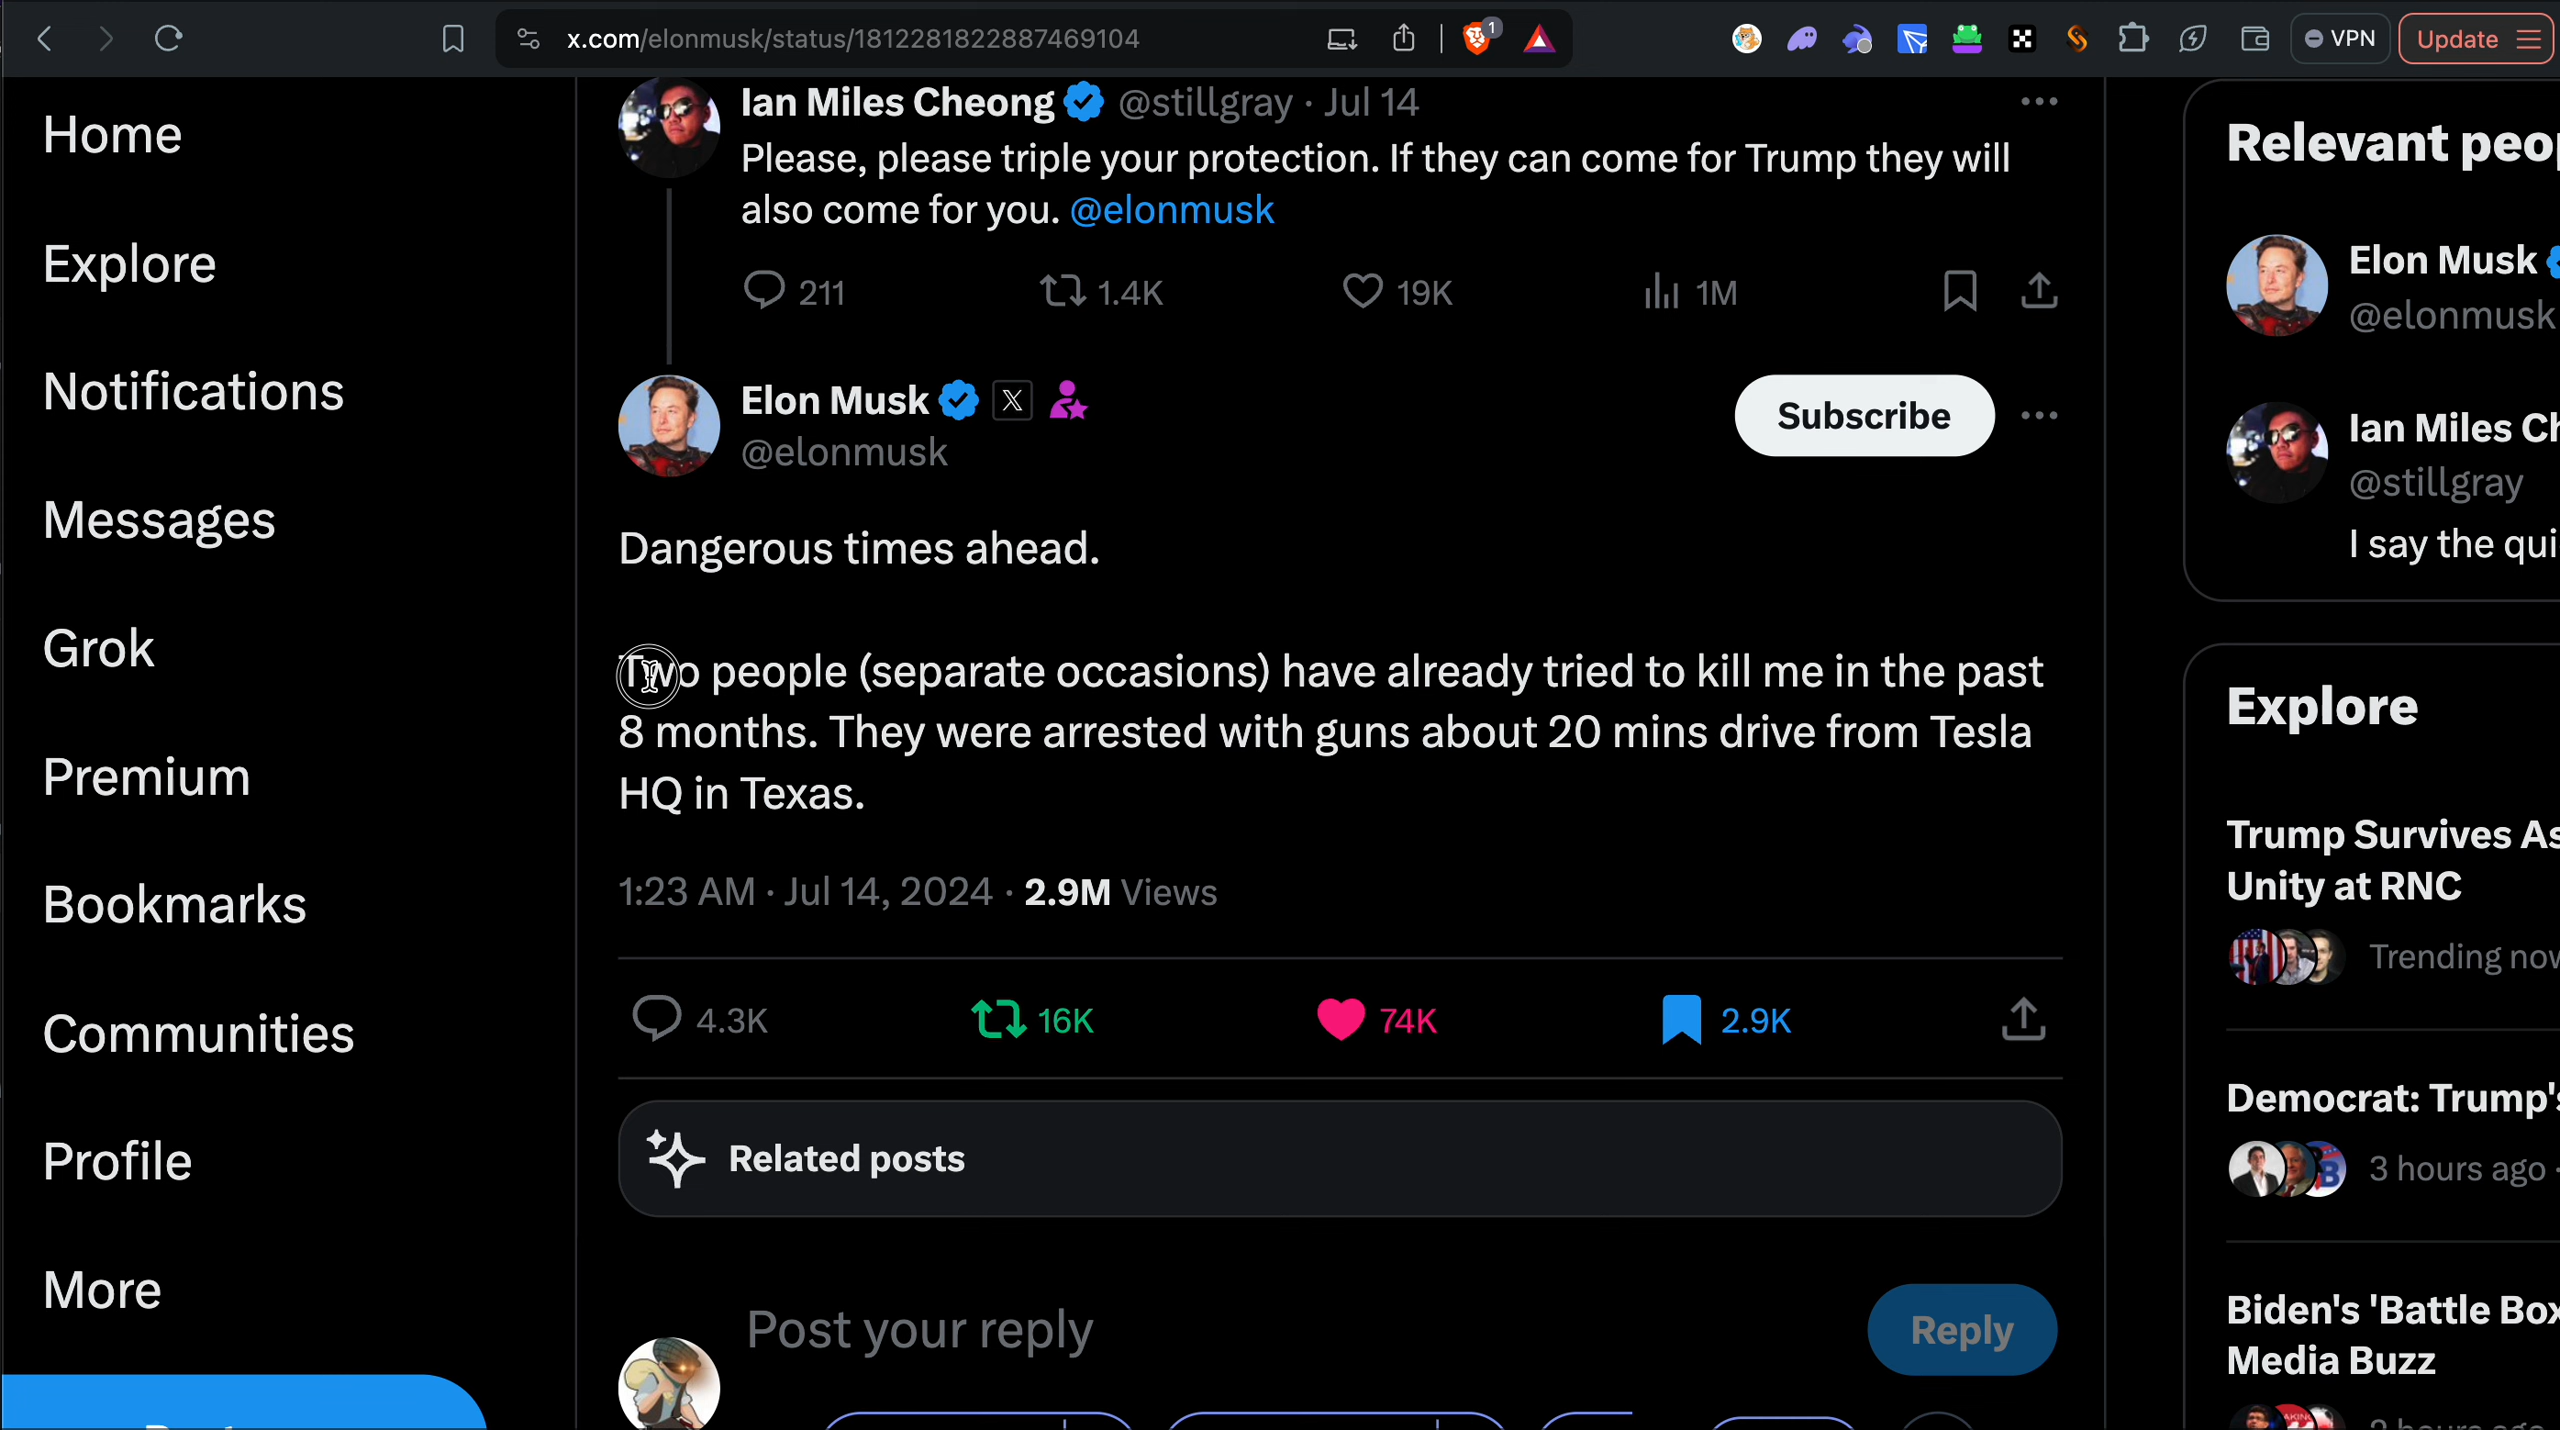 x.com/elonmusk/status/1812281822887469104
1
VPN
Update
Home
Explore
Notifications
Messages
Grok
Premium
Bookmarks
Communities
Profile
More
Ian Miles Cheong @stillgray · Jul 14
Please, please triple your protection. If they can come for Trump they will
also come for you. @elonmusk
211 1.4K 19K 1M
Elon Musk
@elonmusk
Subscribe
Dangerous times ahead.
Two people (separate occasions) have already tried to kill me in the past
8 months. They were arrested with guns about 20 mins drive from Tesla
HQ in Texas.
1:23 AM · Jul 14, 2024 · 2.9M Views
4.3K 16K 74K 2.9K
Related posts
Post your reply
Reply
Relevant
Elon Musk
@elonmusk
Ian Miles
@stillgray
I say the
Explore
Trump Survives
Unity at RNC
Trending
Democrat: Trump's
3 hours ago
Biden's 'Battle
Media Buzz